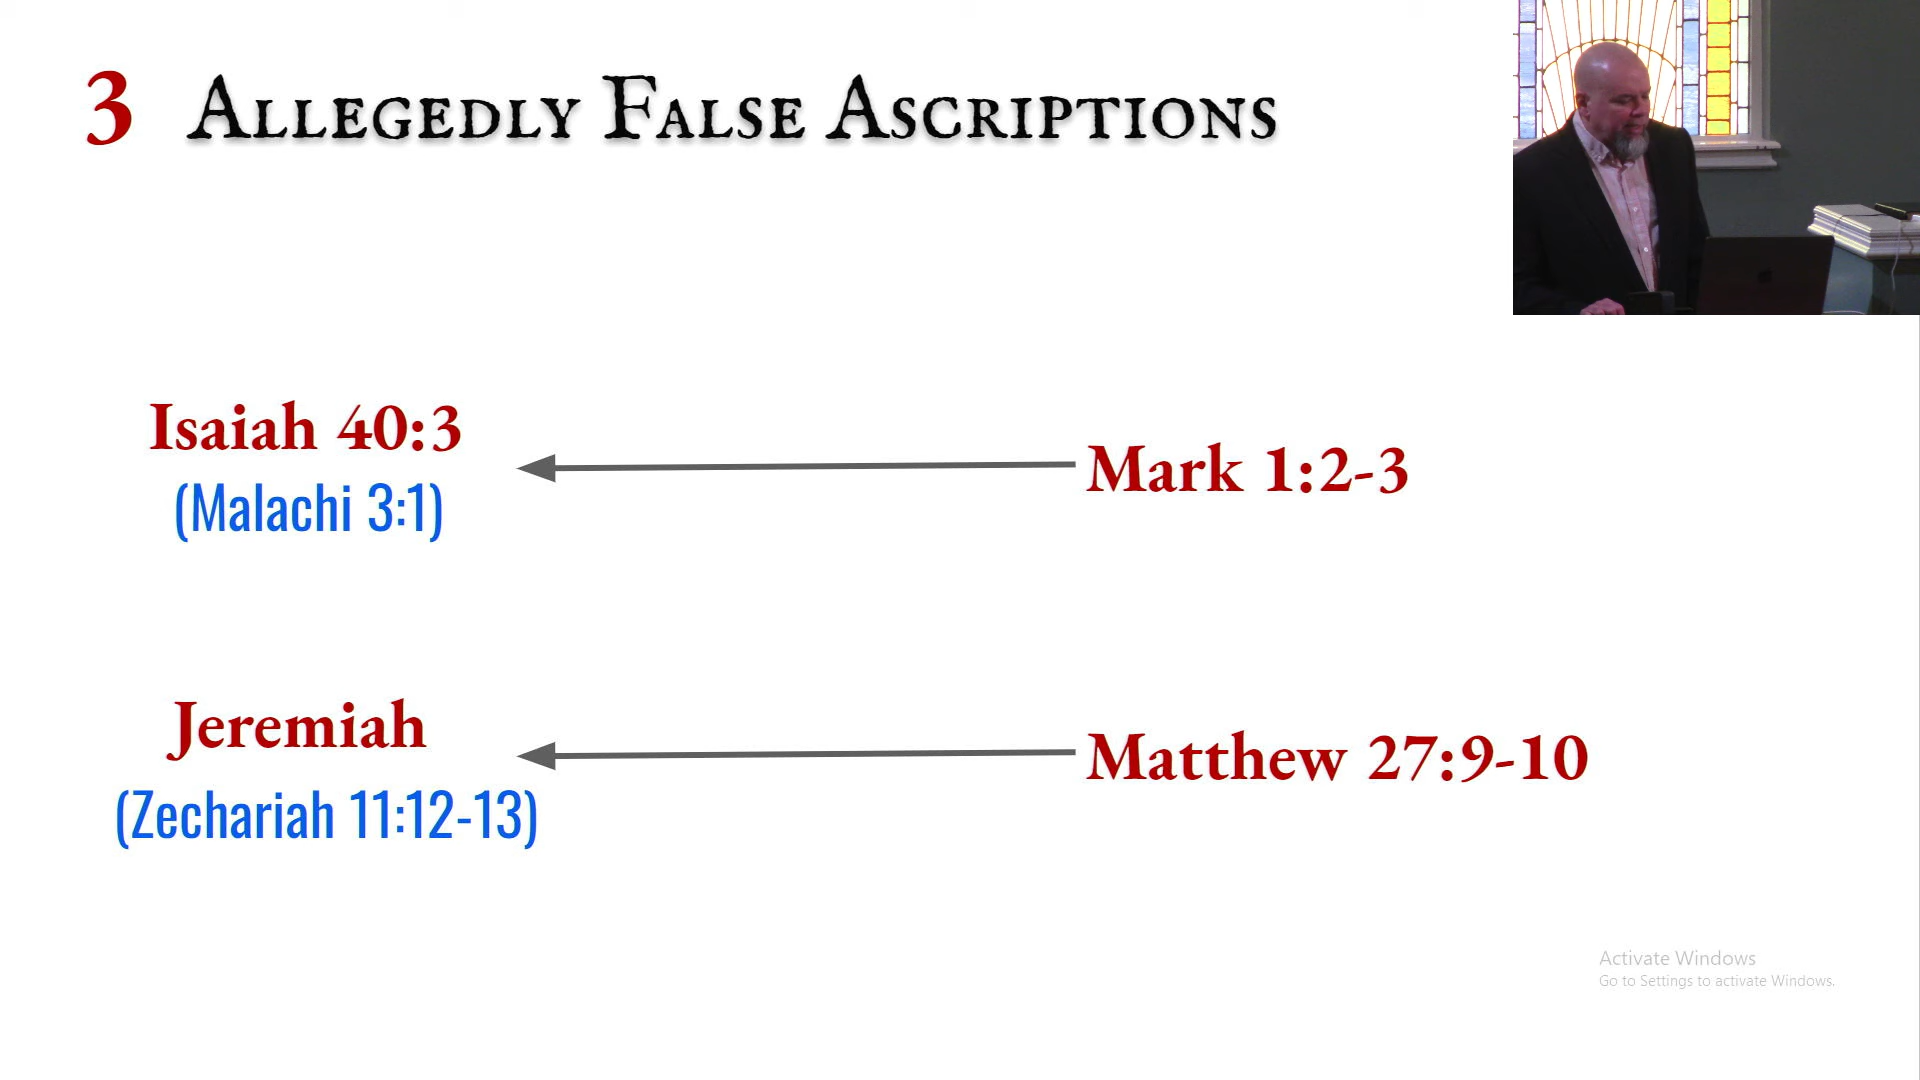 3 Allegedly False Ascriptions
Isaiah 40:3
(Malachi 3:1)
Mark 1:2-3
Jeremiah
(Zechariah 11:12-13)
Matthew 27:9-10
Activate Windows
Go to Settings to activate Windows.